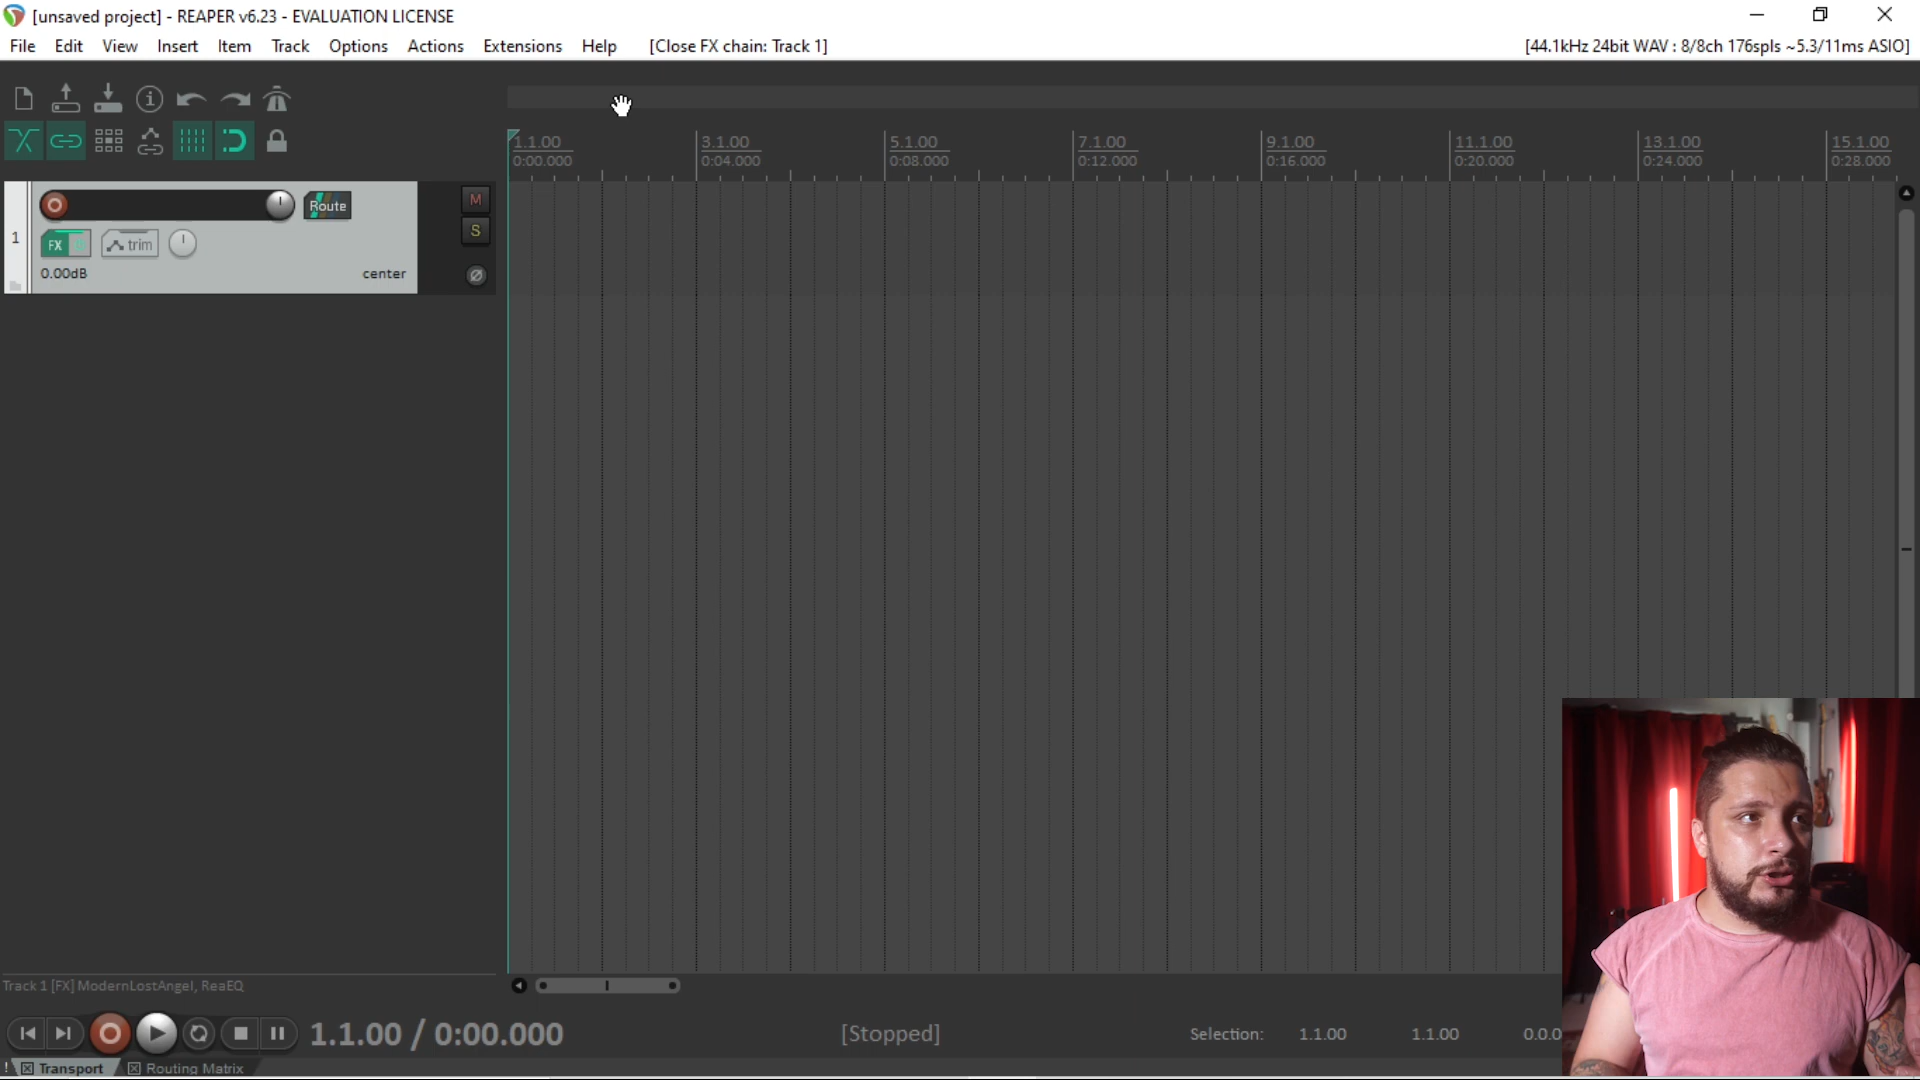 [unsaved project] - REAPER v6.23 - EVALUATION LICENSE
File Edit View Insert Item Track Options Actions Extensions Help [Close FX chain: Track 1] [44.1kHz 24bit WAV : 8/8ch 176spls ~5.3/11ms ASIO]
1.1.00 3.1.00 5.1.00 7.1.00 9.1.00 11.1.00 13.1.00 15.1.00
0:00.000 0:04.000 0:08.000 0:12.000 0:16.000 0:20.000 0:24.000 0:28.000
Route M
1 FX trim S
0.00dB center
Track 1 [FX] ModernLostAngel, ReaEQ
1.1.00 / 0:00.000 [Stopped] Selection: 1.1.00 1.1.00 0.0.0
! Transport Routing Matrix